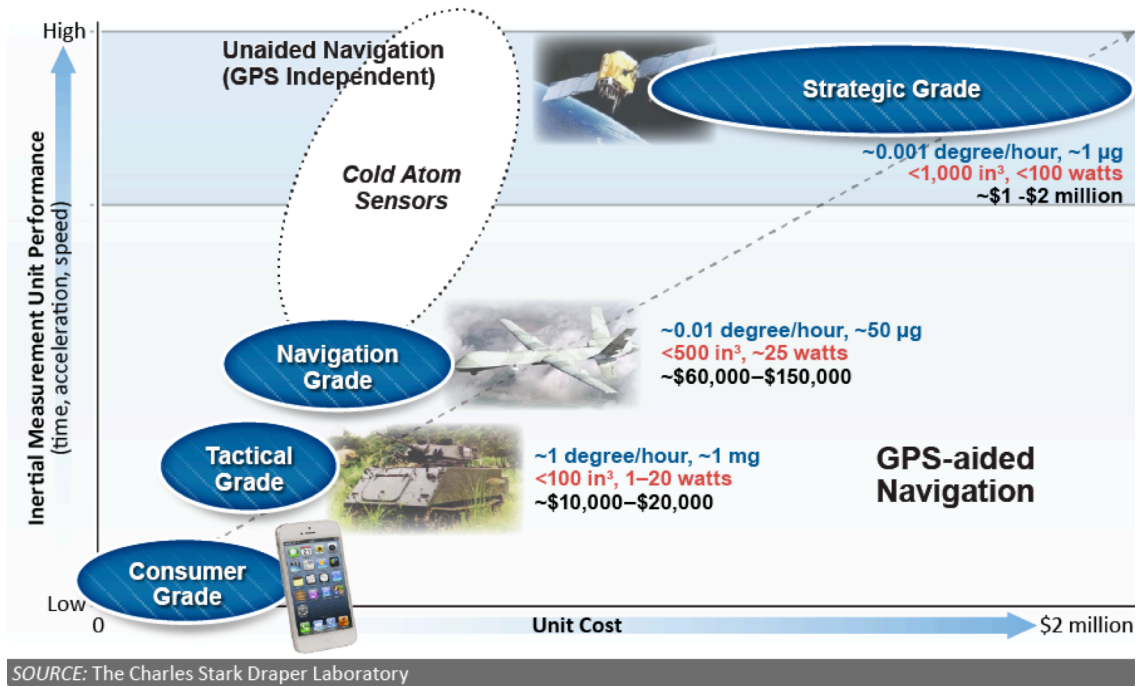 High
Unaided Navigation
(GPS Independent)
Strategic Grade
Cold Atom
Sensors
~0.001 degree/hour, ~1 µg
<1,000 in³, <100 watts
~$1 -$2 million
Inertial Measurement Unit Performance
(time, acceleration, speed)
Navigation
Grade
~0.01 degree/hour, ~50 µg
<500 in³, ~25 watts
~$60,000–$150,000
Tactical
Grade
~1 degree/hour, ~1 mg
<100 in³, 1–20 watts
~$10,000–$20,000
GPS-aided
Navigation
Consumer
Grade
Low
0
Unit Cost
$2 million
SOURCE: The Charles Stark Draper Laboratory